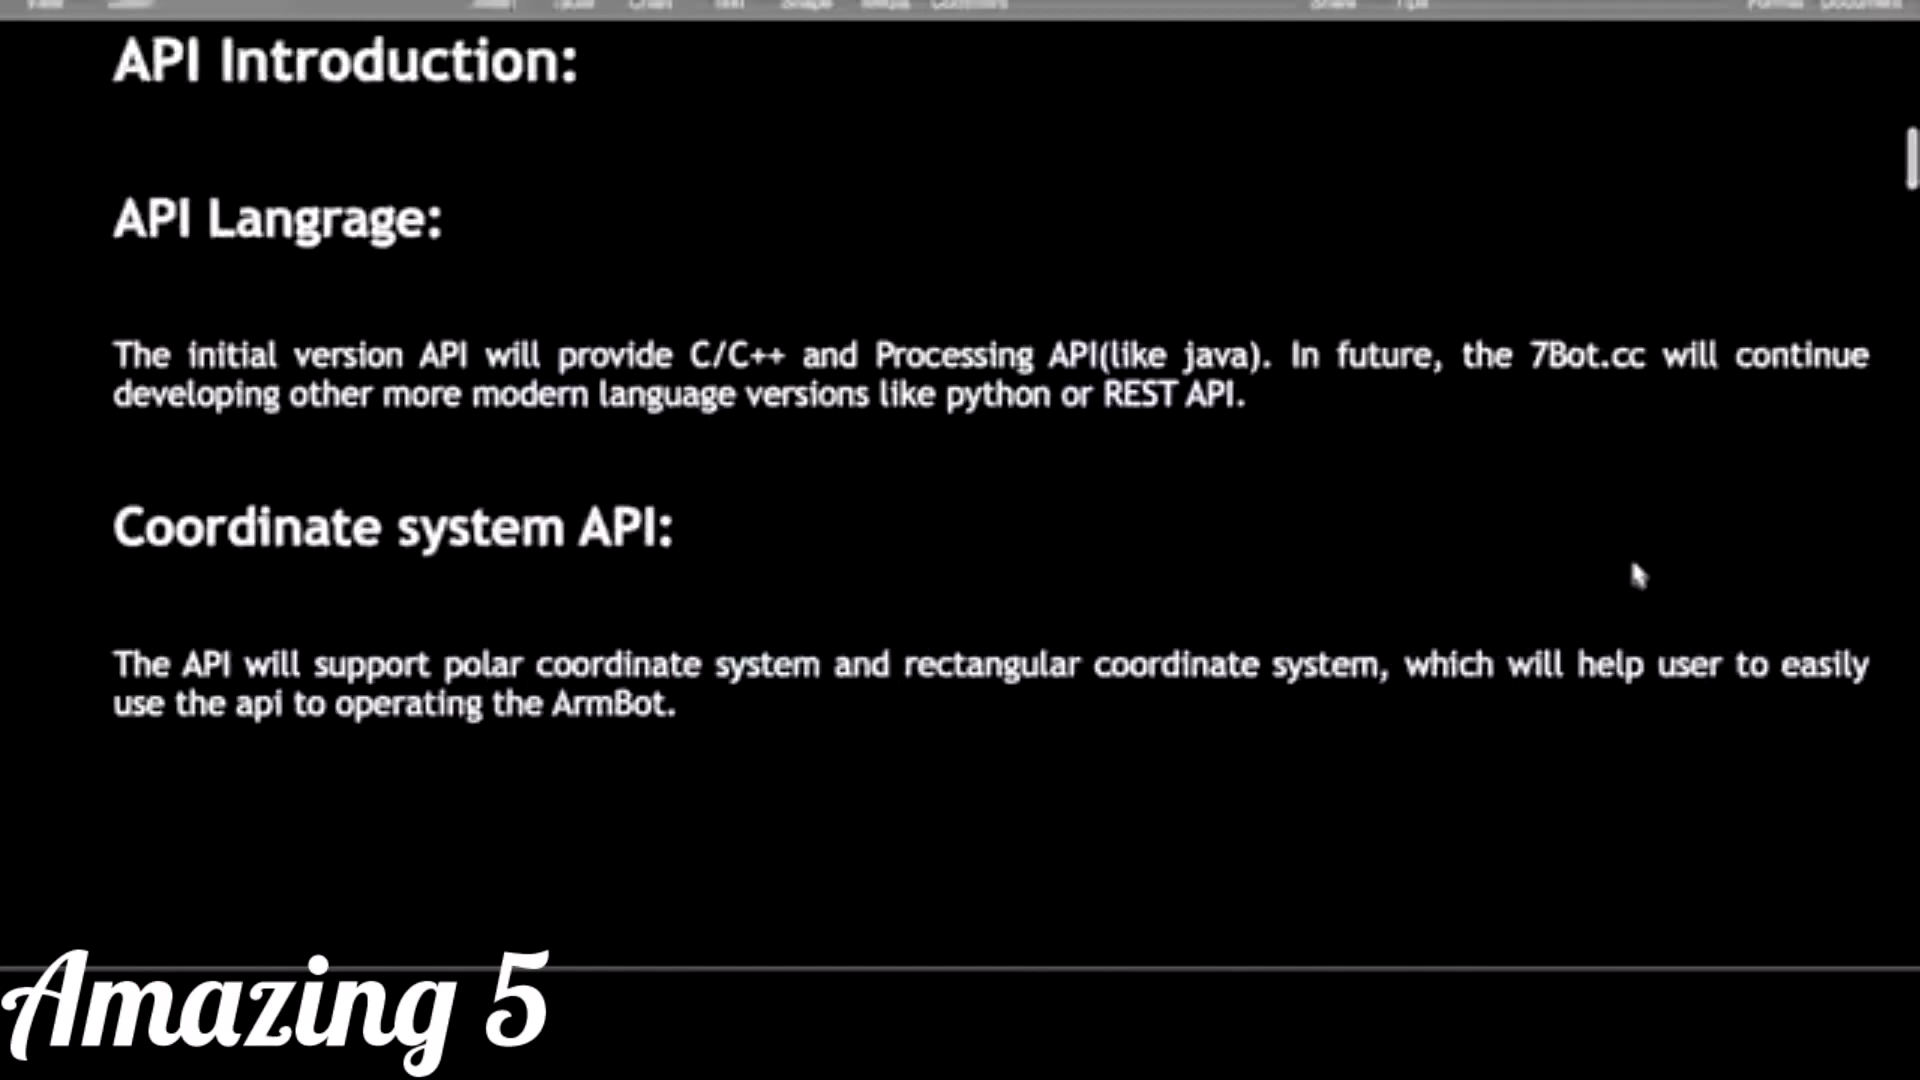 API Introduction:
API Langrage:
The initial version API will provide C/C++ and Processing API(like java). In future, the 7Bot.cc will continue
developing other more modern language versions like python or REST API.
Coordinate system API:
The API will support polar coordinate system and rectangular coordinate system, which will help user to easily
use the api to operating the ArmBot.
Amazing 5